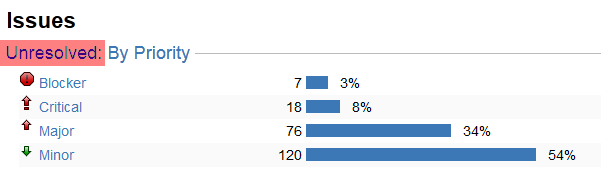 Issues
Unresolved: By Priority
Blocker 7 3%
Critical 18 8%
Major 76 34%
Minor 120 54%